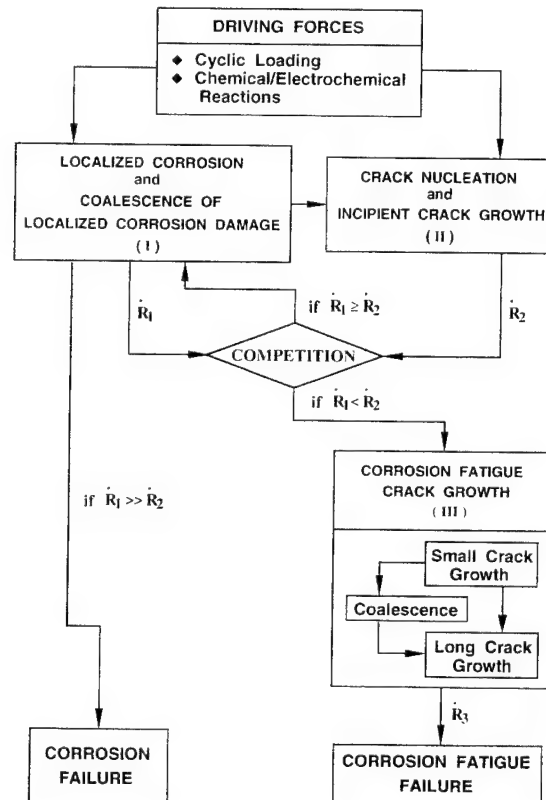 DRIVING FORCES
◆ Cyclic Loading
◆ Chemical/Electrochemical
Reactions
LOCALIZED CORROSION
and
COALESCENCE OF
LOCALIZED CORROSION DAMAGE
( I )
CRACK NUCLEATION
and
INCIPIENT CRACK GROWTH
( II )
Ṙ1
if Ṙ1 ≥ Ṙ2
Ṙ2
COMPETITION
if Ṙ1 < Ṙ2
if Ṙ1 >> Ṙ2
CORROSION FATIGUE
CRACK GROWTH
( III )
Small Crack
Growth
Coalescence
Long Crack
Growth
Ṙ3
CORROSION
FAILURE
CORROSION FATIGUE
FAILURE